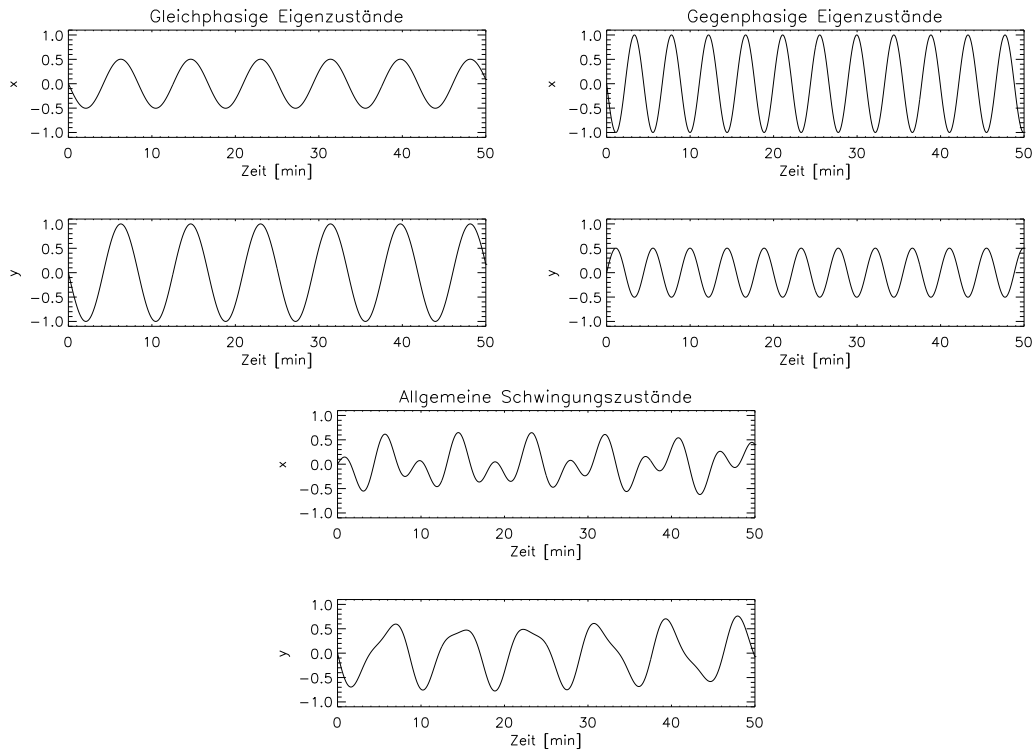 Gleichphasige Eigenzustände
1.0
0.5
0.0
−0.5
−1.0
x
0 10 20 30 40 50
Zeit [min]
1.0
0.5
0.0
−0.5
−1.0
y
0 10 20 30 40 50
Zeit [min]
Gegenphasige Eigenzustände
1.0
0.5
0.0
−0.5
−1.0
x
0 10 20 30 40 50
Zeit [min]
1.0
0.5
0.0
−0.5
−1.0
y
0 10 20 30 40 50
Zeit [min]
Allgemeine Schwingungszustände
1.0
0.5
0.0
−0.5
−1.0
x
0 10 20 30 40 50
Zeit [min]
1.0
0.5
0.0
−0.5
−1.0
y
0 10 20 30 40 50
Zeit [min]